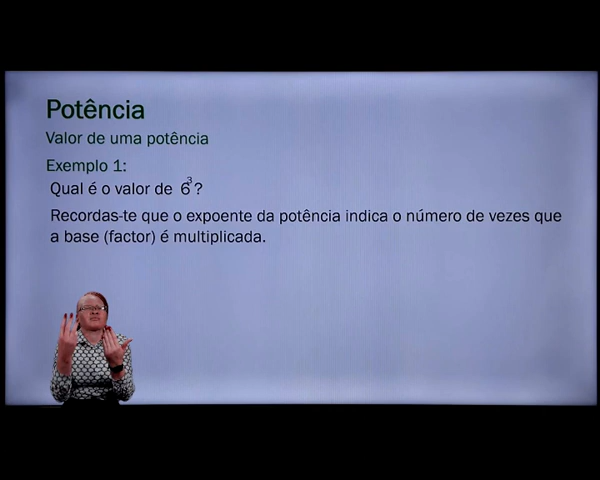 Potência
Valor de uma potência
Exemplo 1:
Qual é o valor de 6³?
Recordas-te que o expoente da potência indica o número de vezes que
a base (factor) é multiplicada.